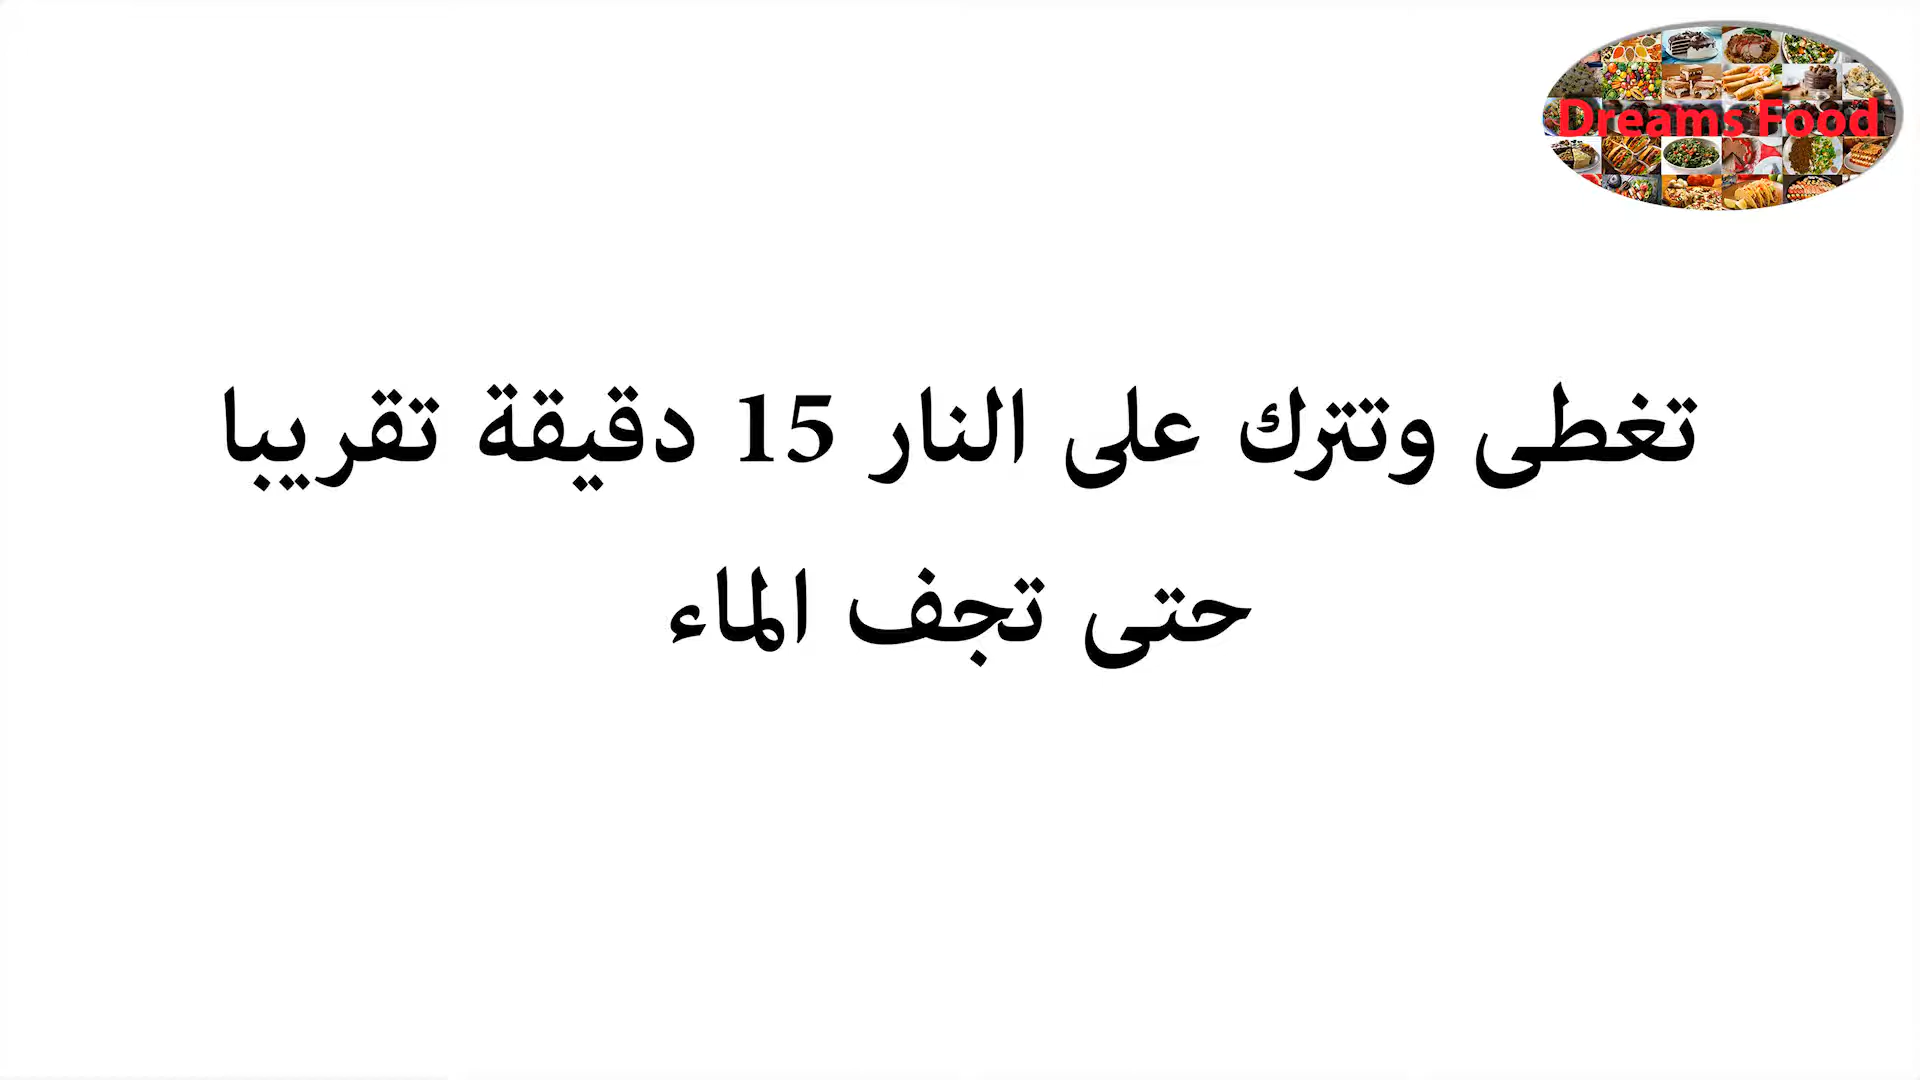 Dreams Food
تغطى وتترك على النار 15 دقيقة تقريبا
حتى تجف الماء